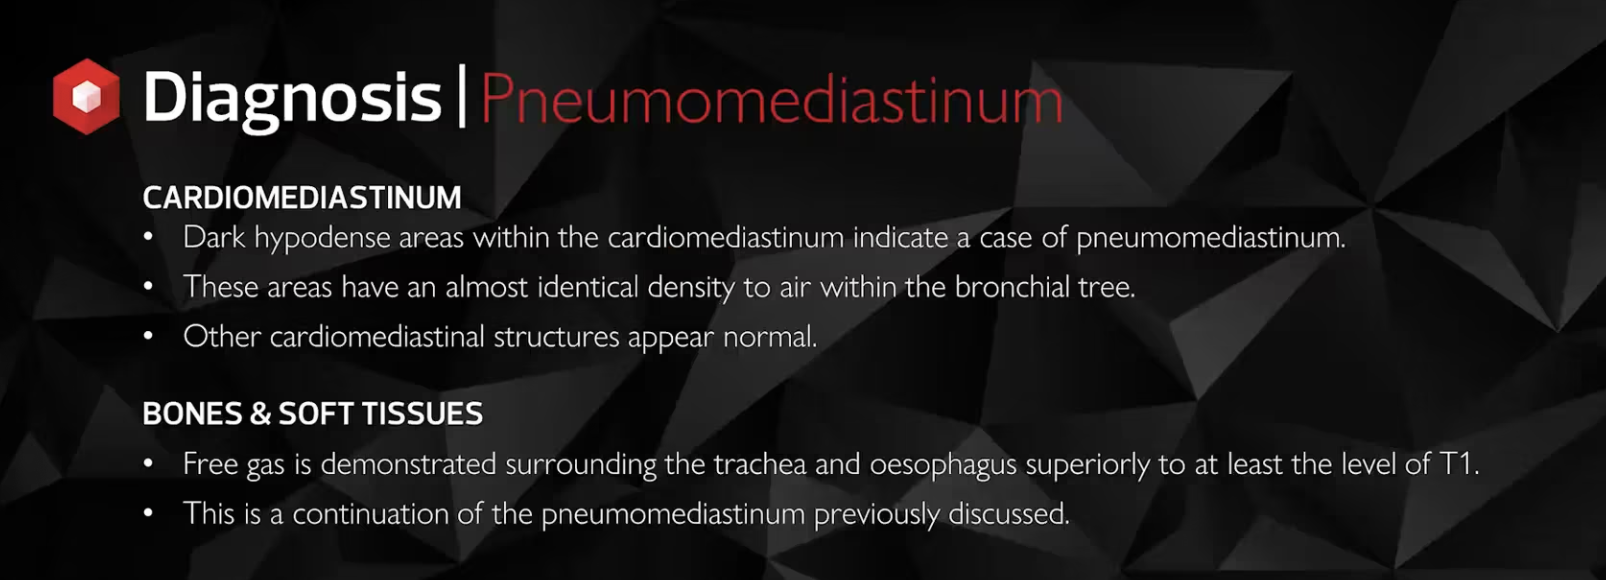 Diagnosis | Pneumomediastinum
CARDIOMEDIASTINUM
• Dark hypodense areas within the cardiomediastinum indicate a case of pneumomediastinum.
• These areas have an almost identical density to air within the bronchial tree.
• Other cardiomediastinal structures appear normal.
BONES & SOFT TISSUES
• Free gas is demonstrated surrounding the trachea and oesophagus superiorly to at least the level of T1.
• This is a continuation of the pneumomediastinum previously discussed.